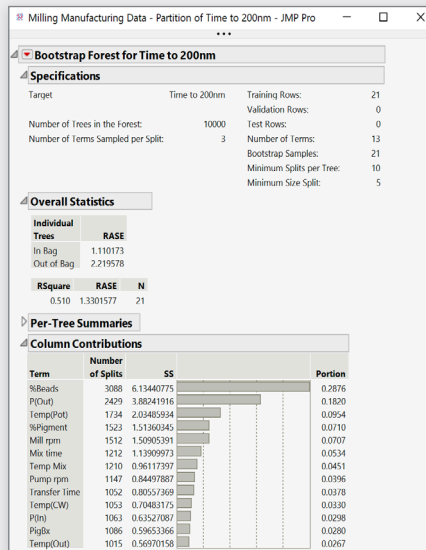 Milling Manufacturing Data - Partition of Time to 200nm - JMP Pro
Bootstrap Forest for Time to 200nm
Specifications
Target Time to 200nm Training Rows: 21
Validation Rows: 0
Number of Trees in the Forest: 10000 Test Rows: 0
Number of Terms Sampled per Split: 3 Number of Terms: 13
Bootstrap Samples: 21
Minimum Splits per Tree: 10
Minimum Size Split: 5
Overall Statistics
Individual
Trees RASE
In Bag 1.110173
Out of Bag 2.219578
RSquare RASE N
0.510 1.3301577 21
Per-Tree Summaries
Column Contributions
Number
Term of Splits SS Portion
%Beads 3088 6.13440775 0.2876
P(Out) 2429 3.88241916 0.1820
Temp(Pot) 1734 2.03485934 0.0954
%Pigment 1523 1.51360345 0.0710
Mill rpm 1512 1.50905391 0.0707
Mix time 1212 1.13909973 0.0534
Temp Mix 1210 0.96117397 0.0451
Pump rpm 1147 0.84497887 0.0396
Transfer Time 1052 0.80557369 0.0378
Temp(CW) 1053 0.70483175 0.0330
P(In) 1063 0.63527087 0.0298
PigBx 1086 0.59653366 0.0280
Temp(Out) 1015 0.56970158 0.0267